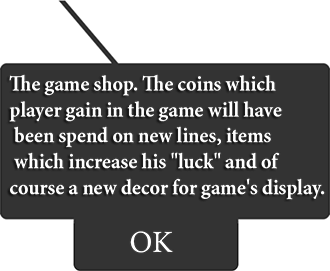 The game shop. The coins which
player gain in the game will have
been spend on new lines, items
which increase his "luck" and of
course a new decor for game's display.
OK